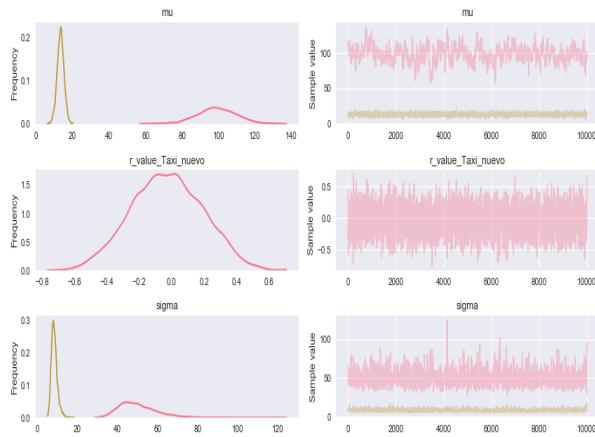 mu
Frequency
0.2
0.1
0.0
0 20 40 60 80 100 120 140
mu
Sample value
100
50
0
0 2000 4000 6000 8000 10000
r_value_Taxi_nuevo
Frequency
1.5
1.0
0.5
0.0
-0.8 -0.6 -0.4 -0.2 0.0 0.2 0.4 0.6
r_value_Taxi_nuevo
Sample value
0.5
0.0
-0.5
0 2000 4000 6000 8000 10000
sigma
Frequency
0.3
0.2
0.1
0.0
0 20 40 60 80 100 120
sigma
Sample value
100
50
0
0 2000 4000 6000 8000 10000